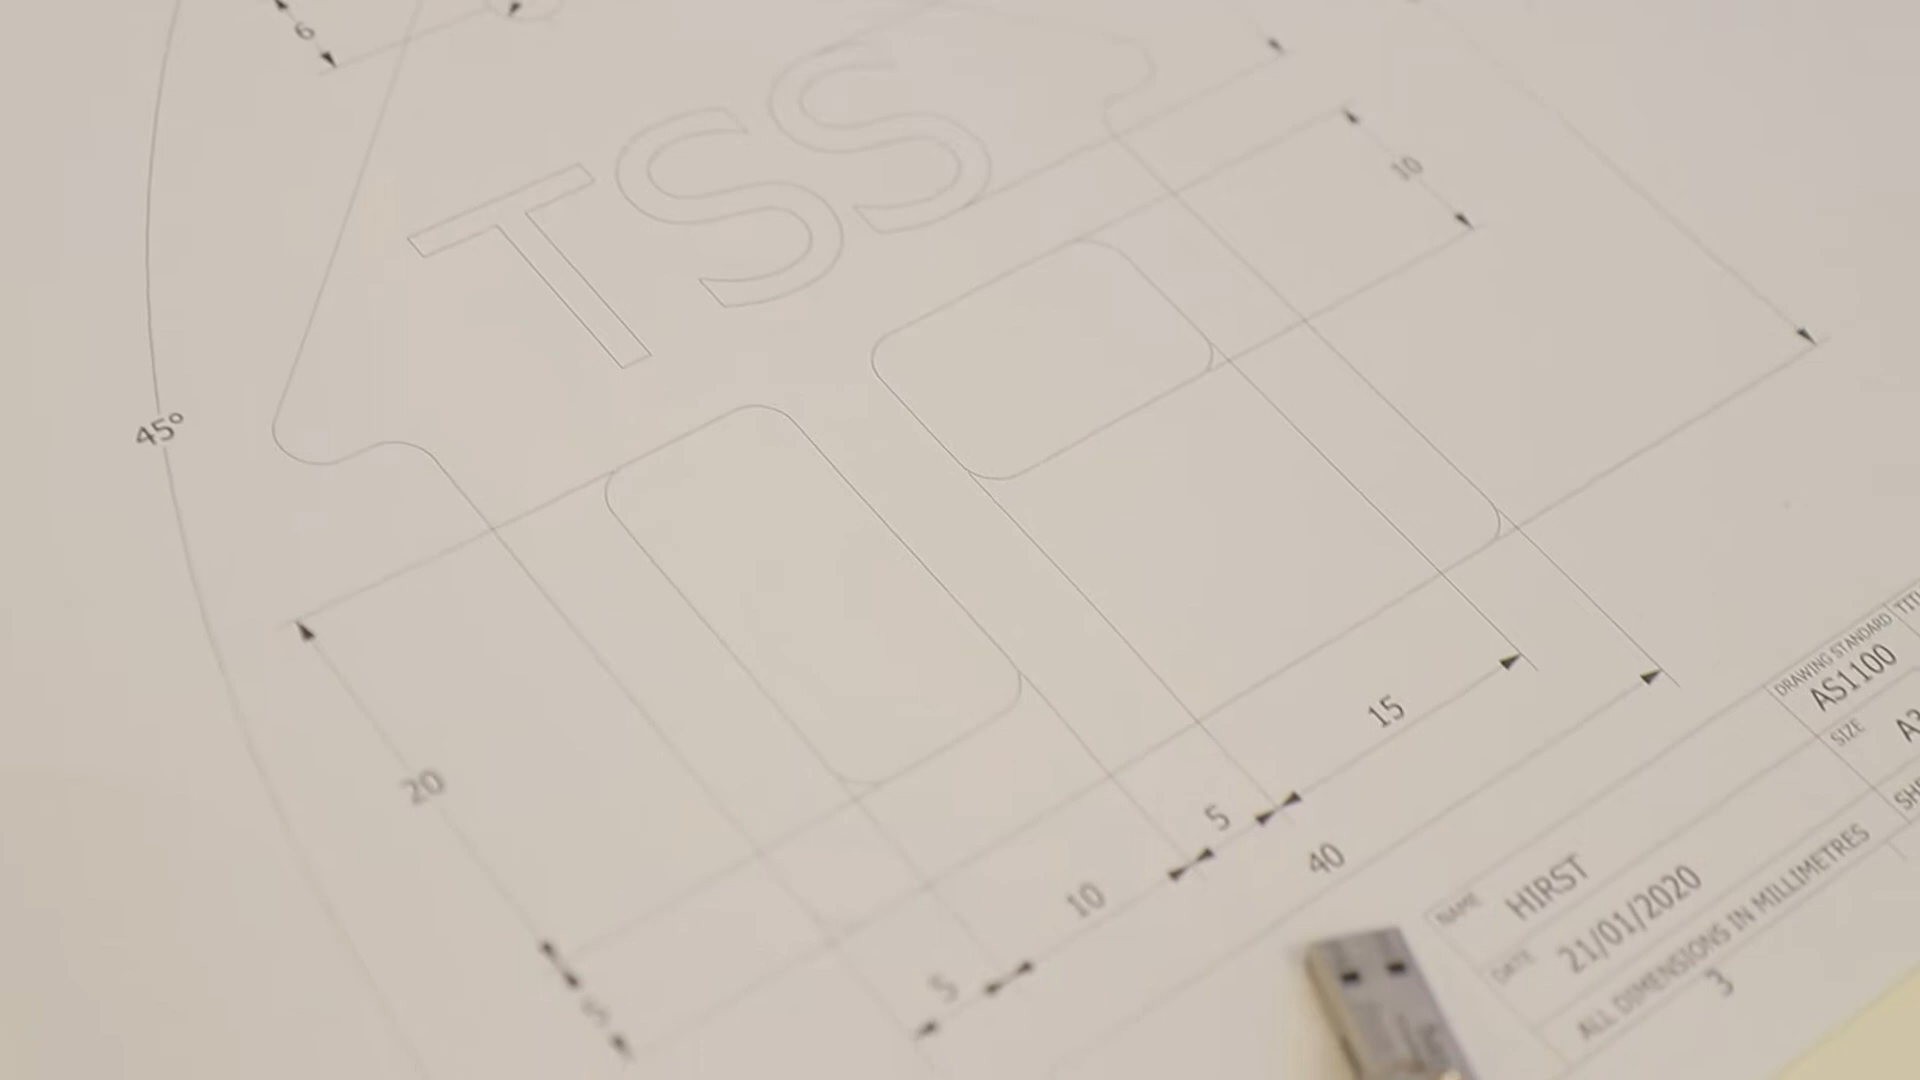 6
TSS
10
45°
20
15
5
40
10
5
5
DRAWING STANDARD
AS1100
SIZE
NAME
HIRST
DATE
21/01/2020
ALL DIMENSIONS IN MILLIMETRES
3